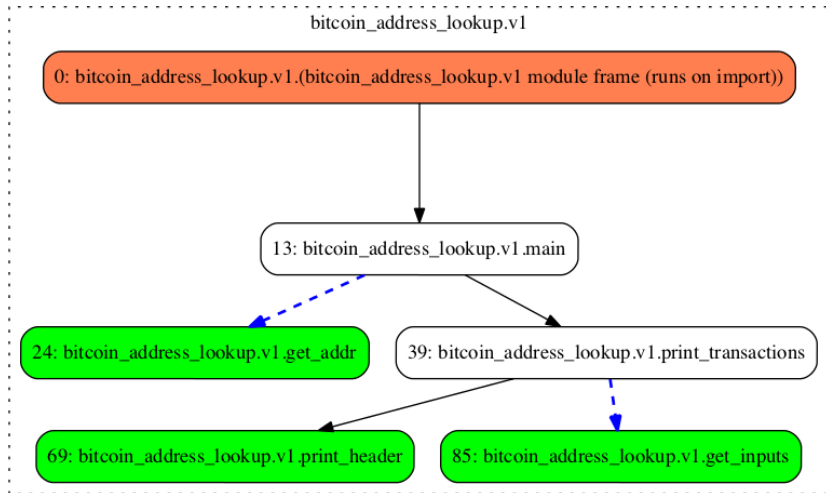 bitcoin_address_lookup.v1
0: bitcoin_address_lookup.v1.(bitcoin_address_lookup.v1 module frame (runs on import))
13: bitcoin_address_lookup.v1.main
24: bitcoin_address_lookup.v1.get_addr
39: bitcoin_address_lookup.v1.print_transactions
69: bitcoin_address_lookup.v1.print_header
85: bitcoin_address_lookup.v1.get_inputs